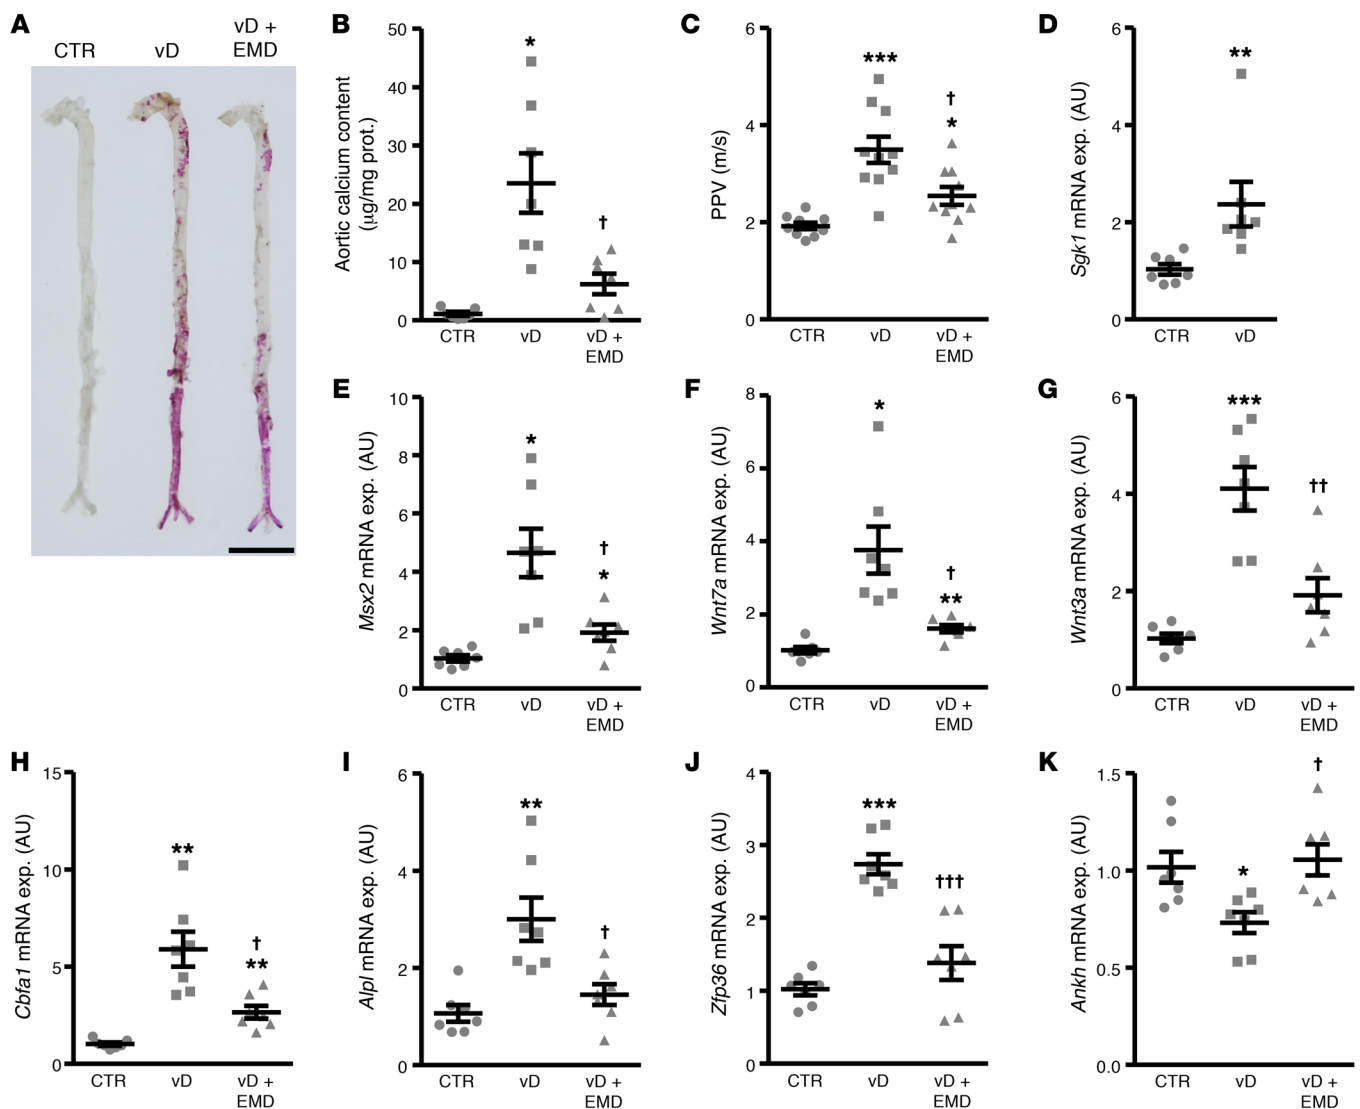 A
CTR
vD
vD +
EMD
B
Aortic calcium content
(μg/mg prot.)
50
40
30
20
10
0
*
†
CTR
vD
vD +
EMD
C
PPV (m/s)
6
4
2
0
***
†
*
CTR
vD
vD +
EMD
D
Sgk1 mRNA exp. (AU)
6
4
2
0
**
CTR
vD
E
Msx2 mRNA exp. (AU)
10
8
6
4
2
0
*
†
*
CTR
vD
vD +
EMD
F
Wnt7a mRNA exp. (AU)
8
6
4
2
0
*
†
**
CTR
vD
vD +
EMD
G
Wnt3a mRNA exp. (AU)
6
4
2
0
***
††
CTR
vD
vD +
EMD
H
Cbfa1 mRNA exp. (AU)
15
10
5
0
**
†
**
CTR
vD
vD +
EMD
I
Alpl mRNA exp. (AU)
6
4
2
0
**
†
CTR
vD
vD +
EMD
J
Zfp36 mRNA exp. (AU)
4
3
2
1
0
***
†††
CTR
vD
vD +
EMD
K
Ankh mRNA exp. (AU)
1.5
1.0
0.5
0.0
*
†
CTR
vD
vD +
EMD